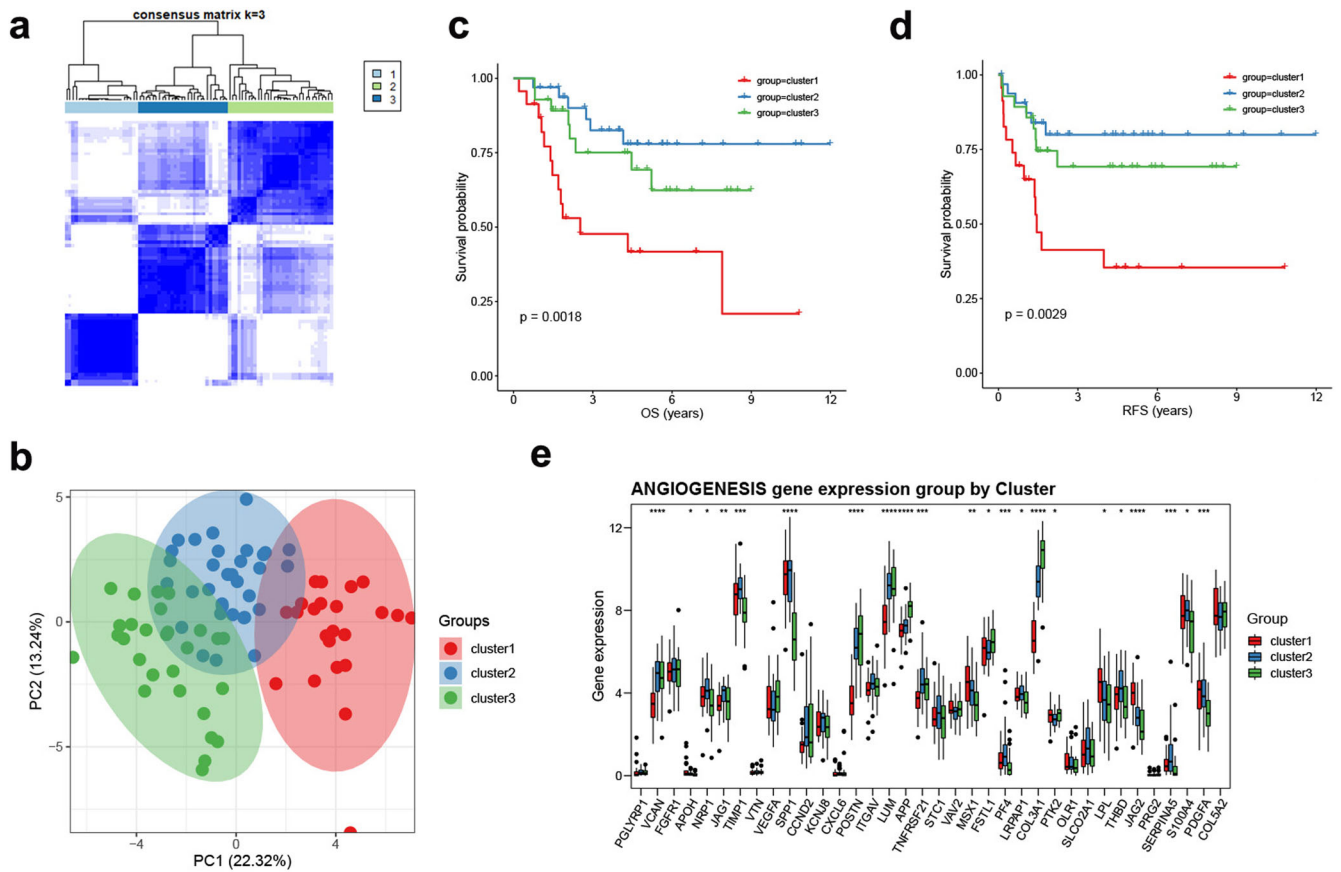 a
consensus matrix k=3
1
2
3
b
5
0
−5
−4
0
4
PC2 (13.24%)
PC1 (22.32%)
Groups
cluster1
cluster2
cluster3
c
1.00
0.75
0.50
0.25
0.00
Survival probability
group=cluster1
group=cluster2
group=cluster3
p = 0.0018
0
3
6
9
12
OS (years)
d
1.00
0.75
0.50
0.25
0.00
Survival probability
group=cluster1
group=cluster2
group=cluster3
p = 0.0029
0
3
6
9
12
RFS (years)
e
ANGIOGENESIS gene expression group by Cluster
**** * * ** *** **** **** **** **** *** ** * *** * **** * * * **** *** * ***
12
8
4
0
Gene expression
PGLYRP1
VCAN
FGFR1
APOH
NRP1
JAG1
TIMP1
VTN
VEGFA
SPP1
CCND2
KCNJ8
CXCL6
POSTN
ITGAV
LUM
APP
TNFRSF21
STC1
VAV2
MSX1
FSTL1
PF4
LRPAP1
COL3A1
PTK2
OLR1
SLCO2A1
LPL
THBD
JAG2
PRG2
SERPINA5
S100A4
PDGFA
COL5A2
Group
cluster1
cluster2
cluster3